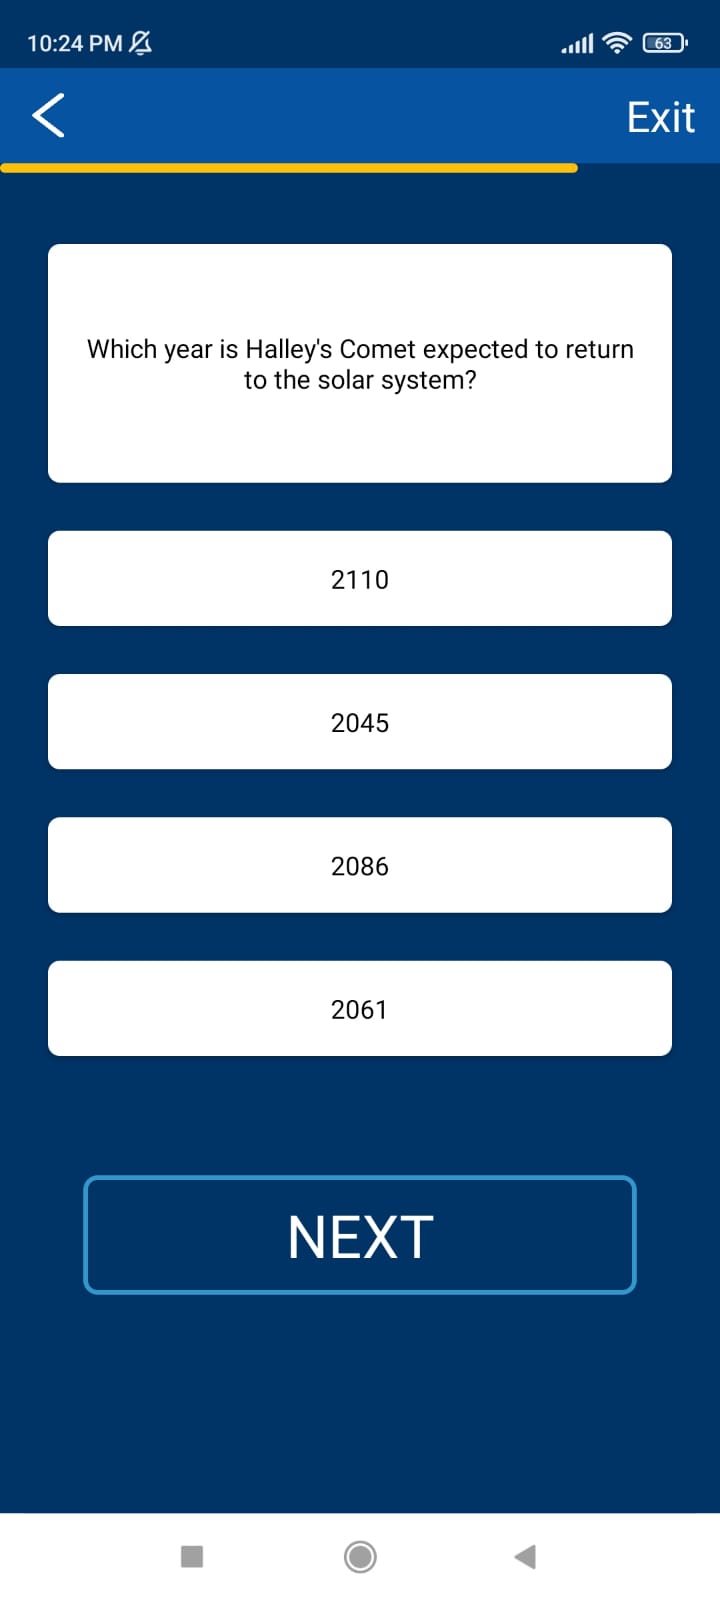 10:24 PM
63
Exit
Which year is Halley's Comet expected to return
to the solar system?
2110
2045
2086
2061
NEXT